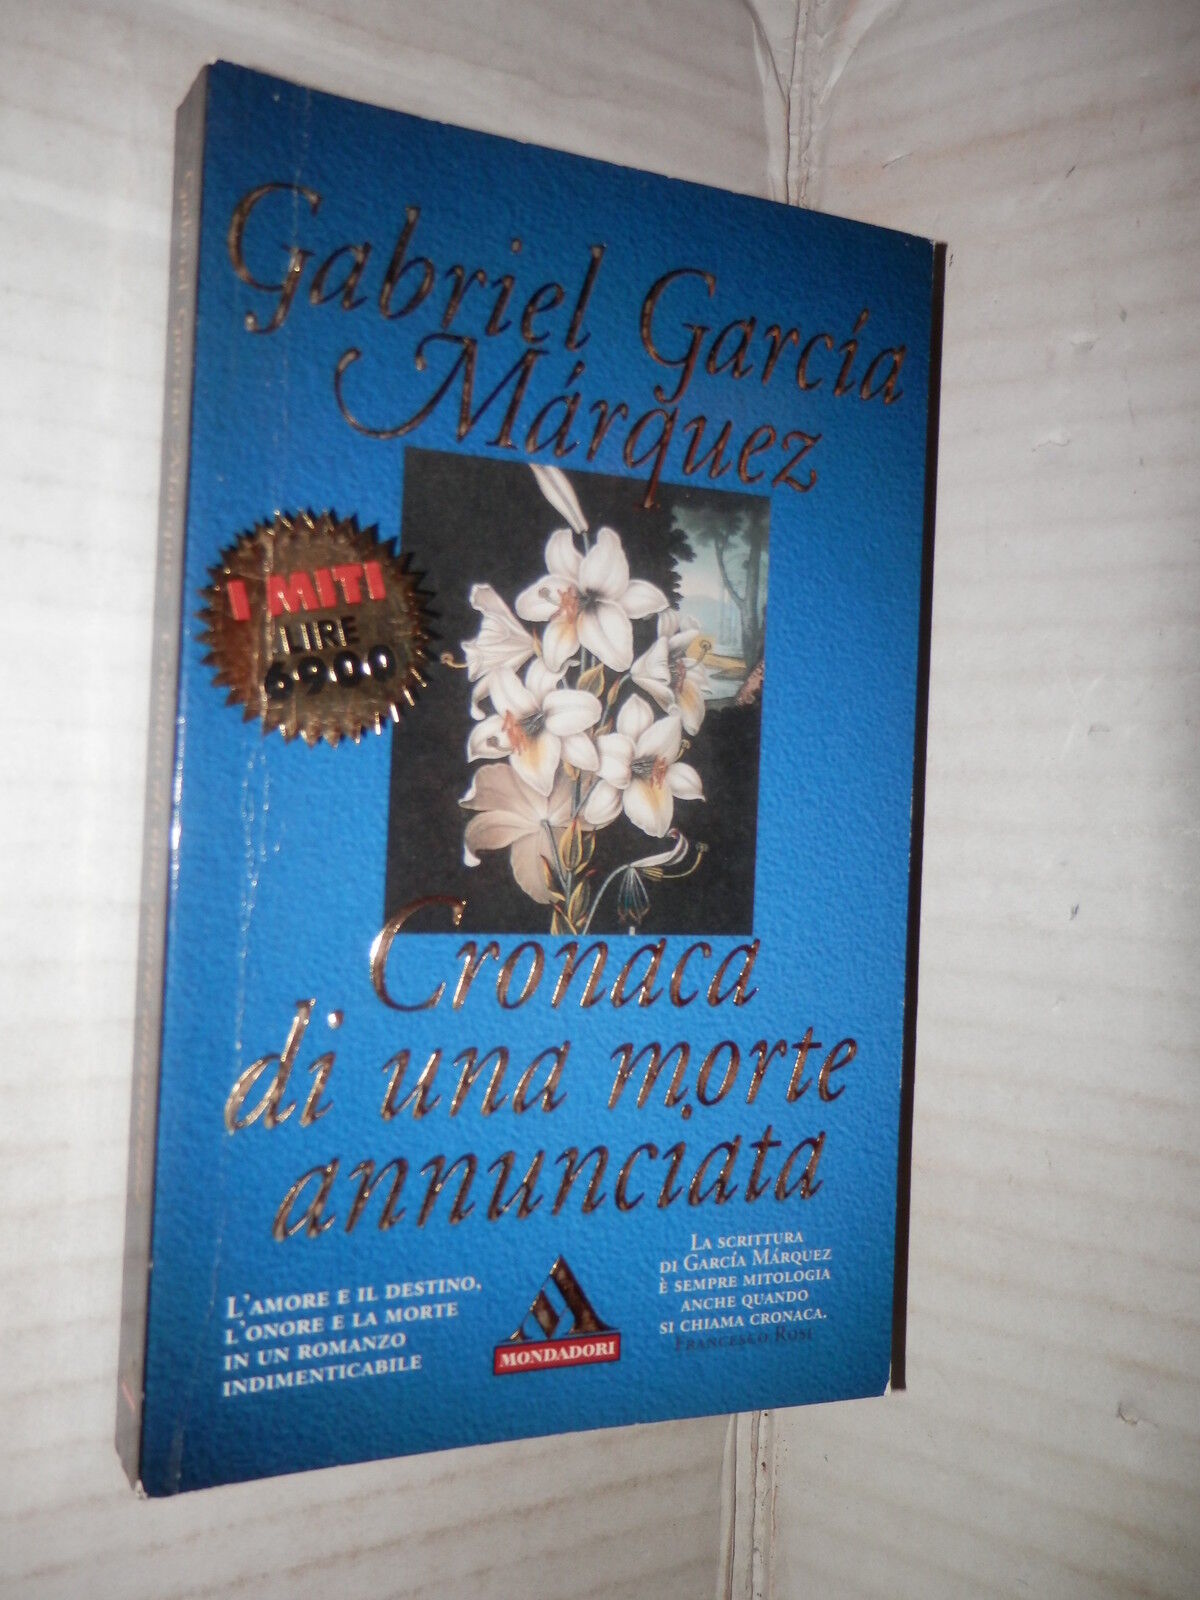 Gabriel García
Márquez
I MITI
LIRE
6900
Cronaca
di una morte
annunciata
L'AMORE E IL DESTINO,
L'ONORE E LA MORTE
IN UN ROMANZO
INDIMENTICABILE
MONDADORI
LA SCRITTURA
DI GARCÍA MÁRQUEZ
È SEMPRE MITOLOGIA
ANCHE QUANDO
SI CHIAMA CRONACA.
FRANCESCO ROSI